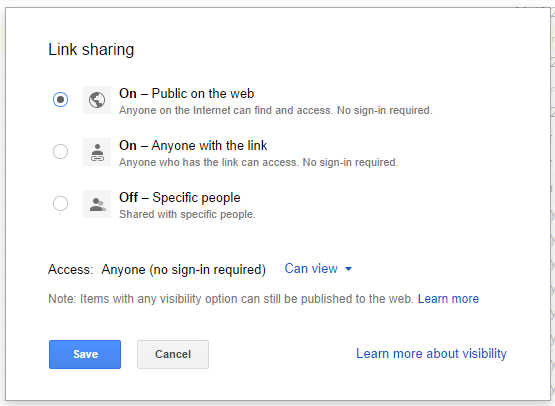 Link sharing
On – Public on the web
Anyone on the Internet can find and access. No sign-in required.
On – Anyone with the link
Anyone who has the link can access. No sign-in required.
Off – Specific people
Shared with specific people.
Access: Anyone (no sign-in required) Can view
Note: Items with any visibility option can still be published to the web. Learn more
Save Cancel Learn more about visibility